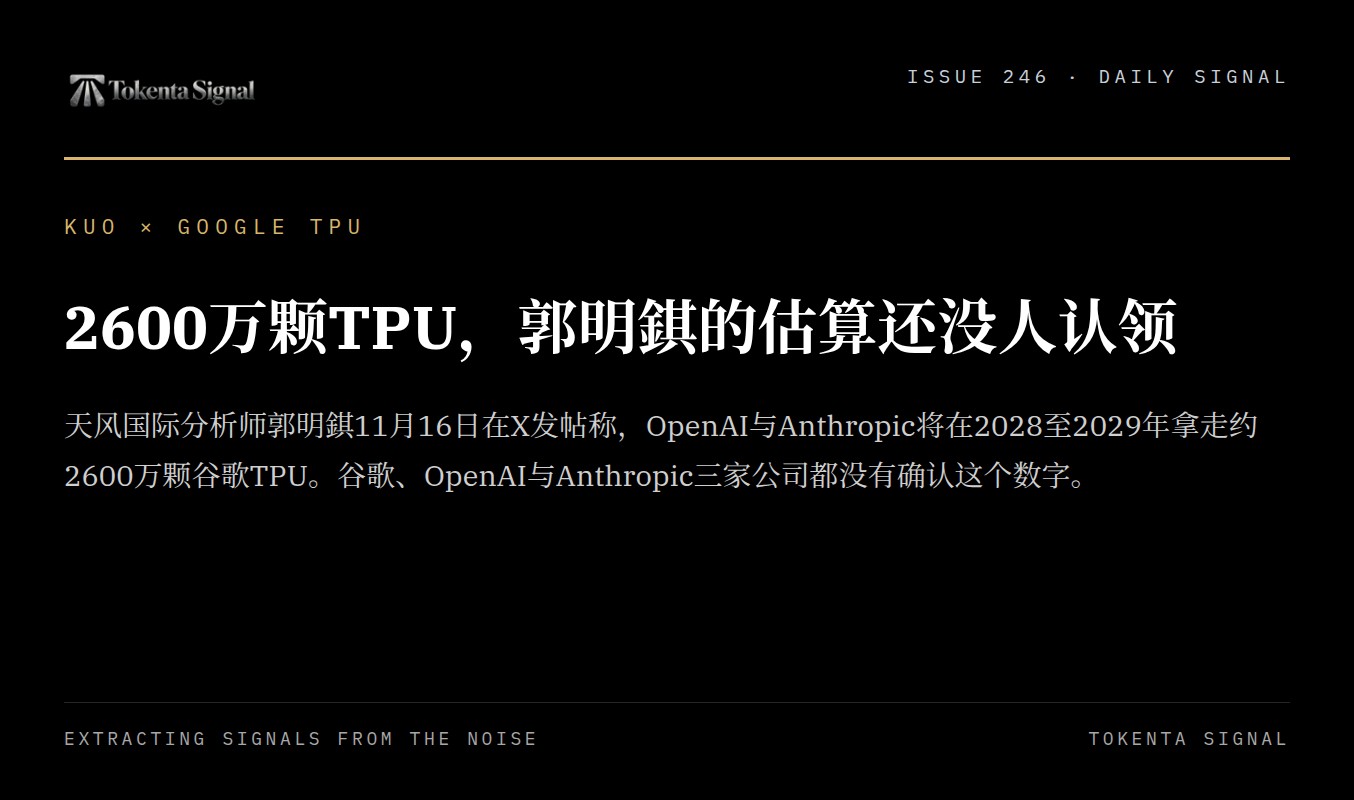 Tokenta Signal
ISSUE 246 · DAILY SIGNAL
KUO × GOOGLE TPU
2600万颗TPU，郭明錤的估算还没人认领
天风国际分析师郭明錤11月16日在X发帖称，OpenAI与Anthropic将在2028至2029年拿走约
2600万颗谷歌TPU。谷歌、OpenAI与Anthropic三家公司都没有确认这个数字。
EXTRACTING SIGNALS FROM THE NOISE
TOKENTA SIGNAL